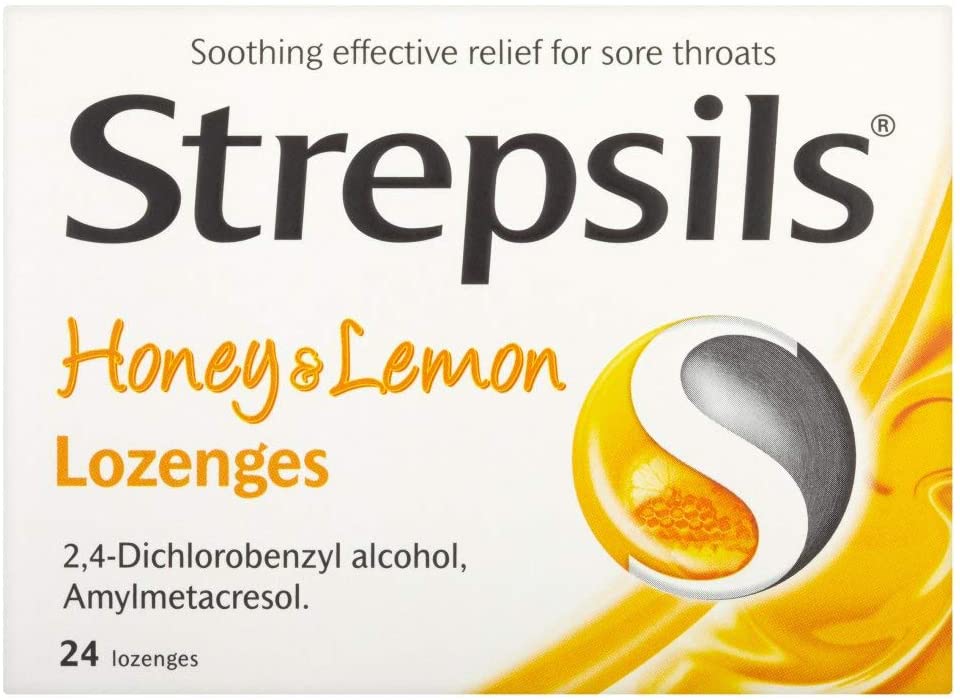 Soothing effective relief for sore throats
Strepsils®
Honey & Lemon
Lozenges
2,4-Dichlorobenzyl alcohol,
Amylmetacresol.
24 lozenges